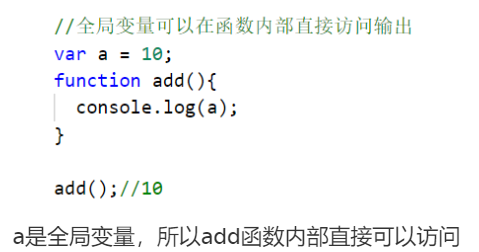 //全局变量可以在函数内部直接访问输出
var a = 10;
function add(){
  console.log(a);
}
add();//10
a是全局变量，所以add函数内部直接可以访问